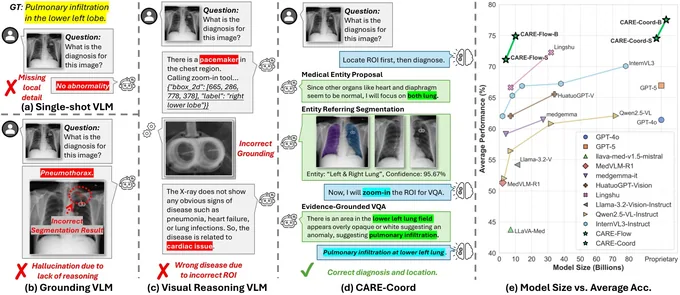 GT: Pulmonary infiltration
in the lower left lobe.
Question:
What is the
diagnosis for
this image?
Missing
local
detail
No abnormality
(a) Single-shot VLM
Question:
What is the
diagnosis for
this image?
Pneumothorax.
Incorrect
Segmentation Result
Hallucination due to
lack of reasoning
(b) Grounding VLM
Question:
What is the
diagnosis for
this image?
There is a pacemaker in
the chest region.
Calling zoom-in tool...
{"bbox_2d": [665, 286,
778, 378], "label": "right
lower lobe"}
Incorrect
Grounding
The X-ray does not show
any obvious signs of
disease such as
pneumonia, heart failure,
or lung infections. So, the
disease is related to
cardiac issue.
Wrong disease due
to incorrect ROI
(c) Visual Reasoning VLM
Question:
What is the
diagnosis for
this image?
Locate ROI first, then diagnose.
Medical Entity Proposal
Since other organs like heart and diaphragm
seem to be normal, I will focus on both lung.
Entity Referring Segmentation
Entity: "Left & Right Lung", Confidence: 95.67%
Now, I will zoom-in the ROI for VQA.
Evidence-Grounded VQA
There is an area in the lower left lung field
appears overly opaque or white suggesting an
anomaly, suggesting pulmonary infiltration.
Pulmonary infiltration at lower left lung.
Correct diagnosis and location.
(d) CARE-Coord
Average Performance (%)
80
75
70
65
60
55
50
45
40
CARE-Flow-B
CARE-Flow-S
CARE-Coord-B
CARE-Coord-S
Lingshu
InternVL3
HuatuoGPT-V
medgemma
Qwen2.5-VL
GPT-5
GPT-4o
Llama-3.2-V
MedVLM-R1
LLaVA-Med
GPT-4o
GPT-5
llava-med-v1.5-mistral
MedVLM-R1
medgemma-it
HuatuoGPT-Vision
Lingshu
Llama-3.2-Vision-Instruct
Qwen2.5-VL-Instruct
InternVL3-Instruct
CARE-Flow
CARE-Coord
0 10 20 30 40 50 60 70 80 90 Proprietary
Model Size (Billions)
(e) Model Size vs. Average Acc.